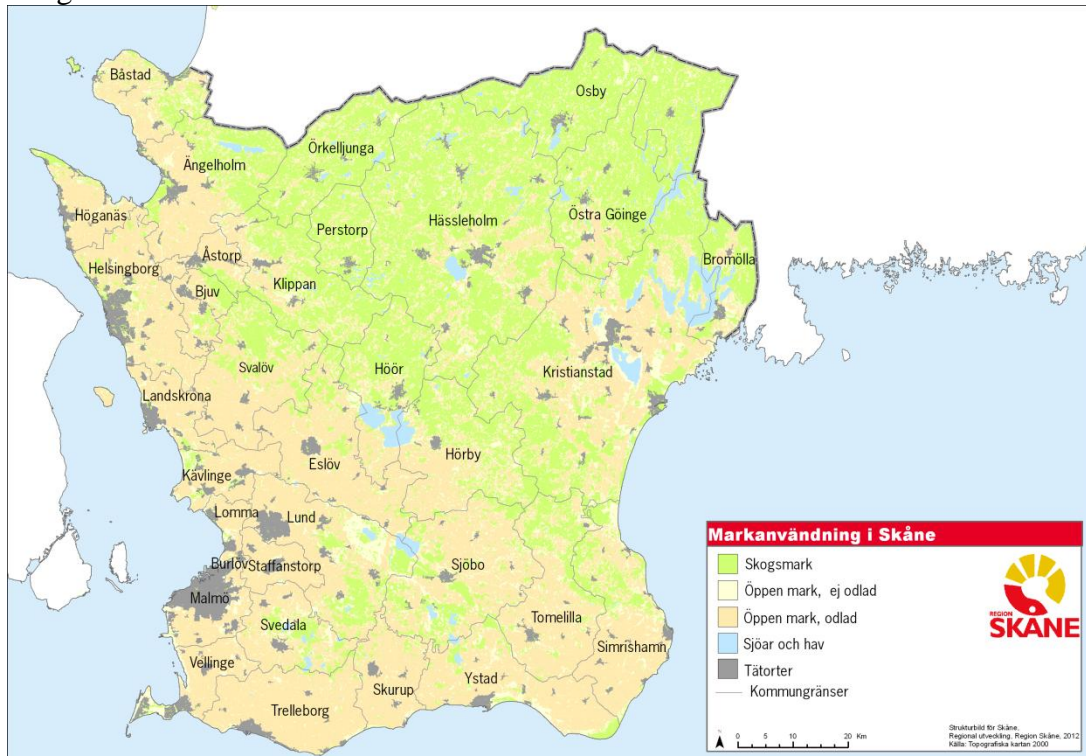 Båstad
Osby
Örkelljunga
Ängelholm
Höganäs
Perstorp
Hässleholm
Östra Göinge
Bromölla
Helsingborg
Åstorp
Klippan
Bjuv
Svalöv
Höör
Kristianstad
Landskrona
Eslöv
Hörby
Kävlinge
Lomma
Lund
Burlöv
Staffanstorp
Sjöbo
Malmö
Svedala
Tomelilla
Simrishamn
Vellinge
Ystad
Skurup
Trelleborg
Markanvändning i Skåne
Skogsmark
Öppen mark, ej odlad
Öppen mark, odlad
Sjöar och hav
Tätorter
Kommungränser
REGION
SKÅNE
A
0 5 10 20 Km
Strukturbild för Skåne,
Regional utveckling, Region Skåne, 2012
Källa: Topografiska kartan 2000